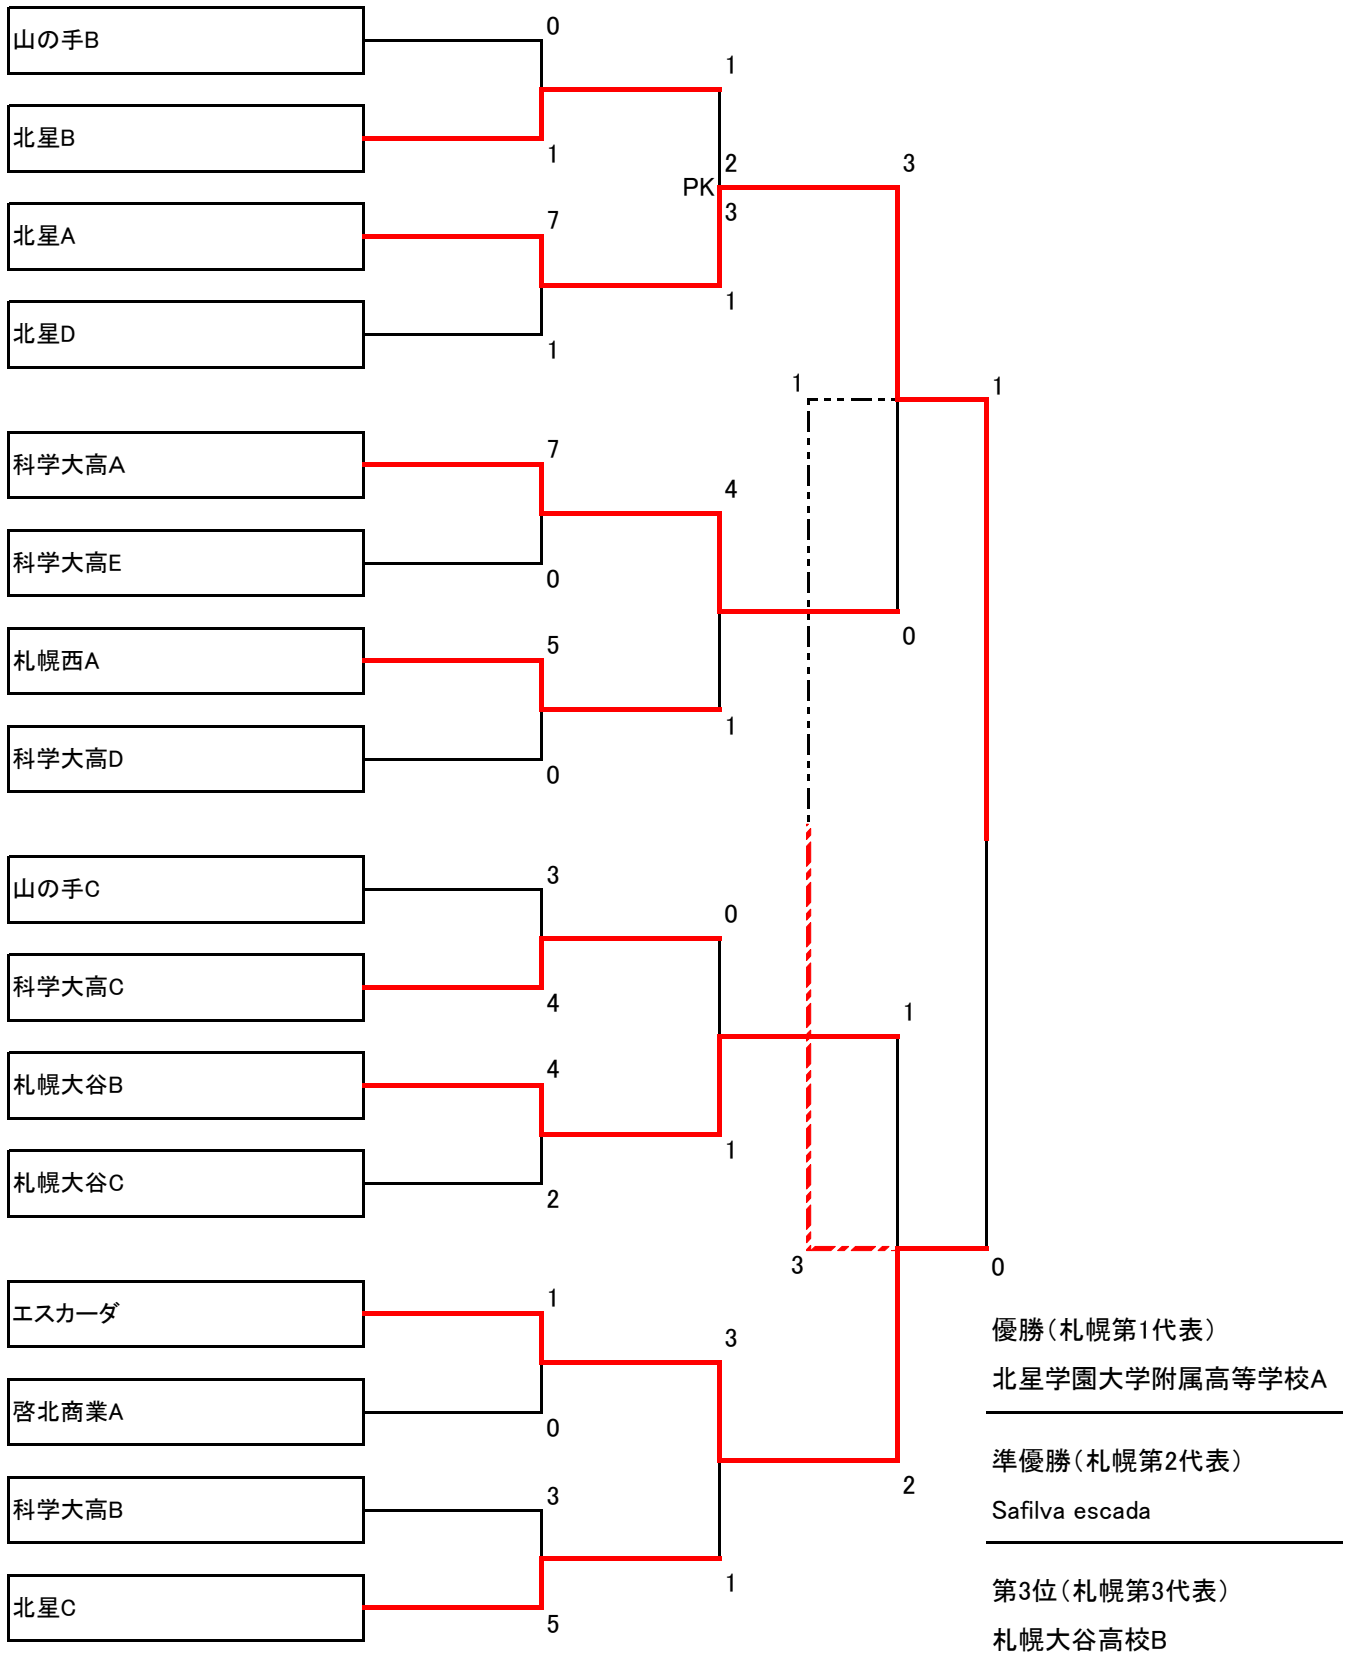 山の手B
0
1
北星B
1
2
3
PK
北星A
7
3
1
北星D
1
1
1
科学大高A
7
4
科学大高E
0
0
札幌西A
5
1
科学大高D
0
山の手C
3
0
科学大高C
4
1
札幌大谷B
4
1
札幌大谷C
2
3
0
エスカーダ
1
3
啓北商業A
0
2
科学大高B
3
1
北星C
5
優勝(札幌第1代表)
北星学園大学附属高等学校A
準優勝(札幌第2代表)
Safilva escada
第3位(札幌第3代表)
札幌大谷高校B